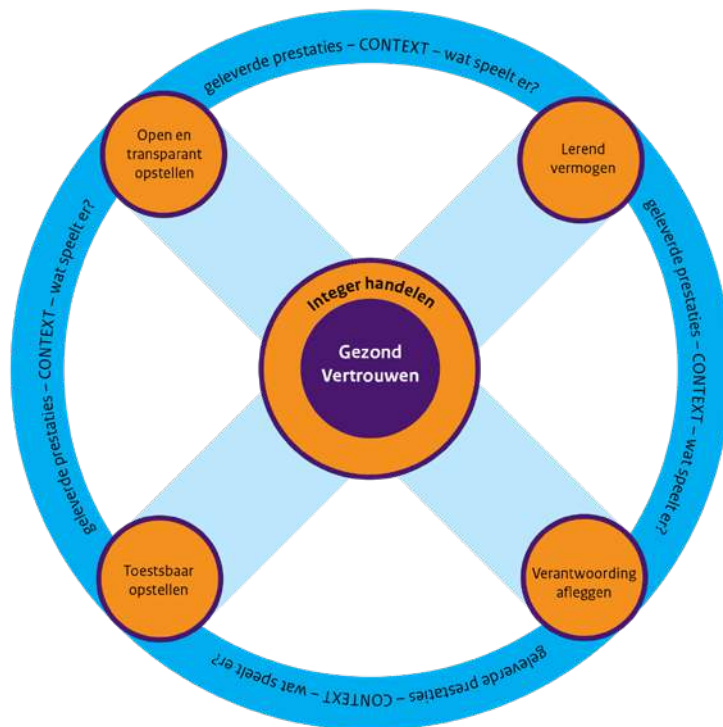 geleverde prestaties – CONTEXT – wat speelt er?
Open en
transparant
opstellen
Lerend
vermogen
geleverde prestaties – CONTEXT – wat speelt er?
geleverde prestaties – CONTEXT – wat speelt er?
Integer handelen
Gezond
Vertrouwen
Toestsbaar
opstellen
Verantwoording
afleggen
geleverde prestaties – CONTEXT – wat speelt er?